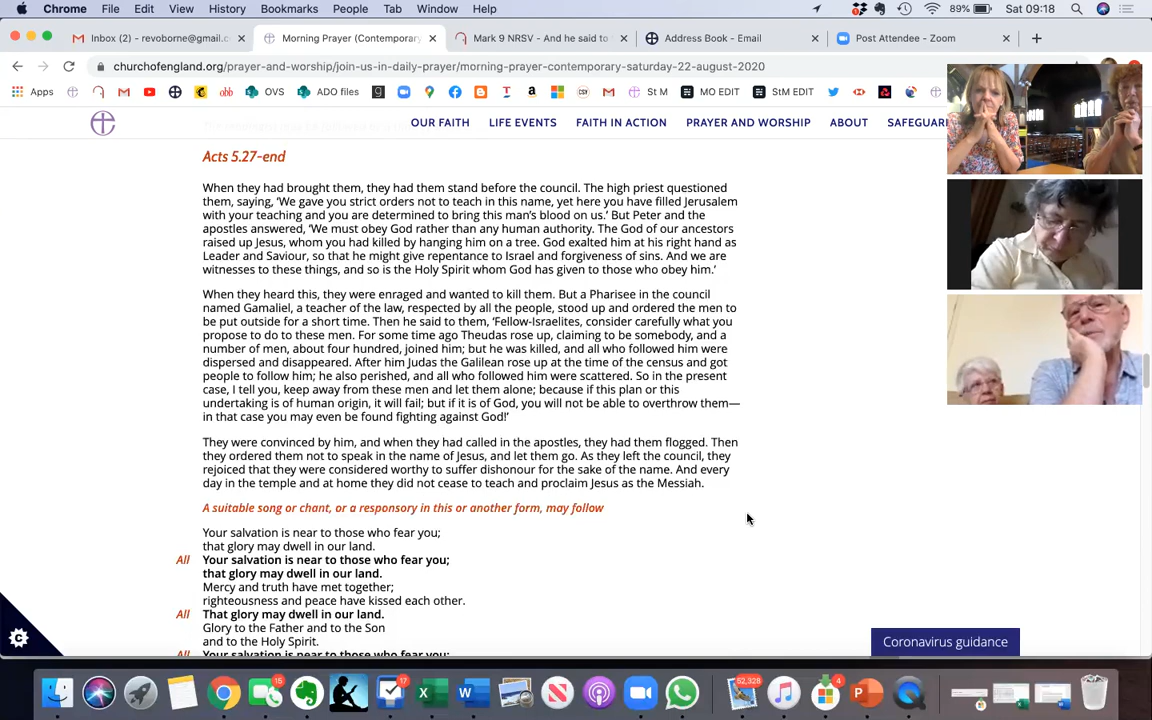 Chrome File Edit View History Bookmarks People Tab Window Help 89% Sat 09:18
Inbox (2) - revoborne@gmail.c Morning Prayer (Contemporary Mark 9 NRSV - And he said to Address Book - Email Post Attendee - Zoom
churchofengland.org/prayer-and-worship/join-us-in-daily-prayer/morning-prayer-contemporary-saturday-22-august-2020
Apps OVS ADO files St M MO EDIT StM EDIT
OUR FAITH LIFE EVENTS FAITH IN ACTION PRAYER AND WORSHIP ABOUT SAFEGUAR
Acts 5.27-end
When they had brought them, they had them stand before the council. The high priest questioned
them, saying, ‘We gave you strict orders not to teach in this name, yet here you have filled Jerusalem
with your teaching and you are determined to bring this man’s blood on us.’ But Peter and the
apostles answered, ‘We must obey God rather than any human authority. The God of our ancestors
raised up Jesus, whom you had killed by hanging him on a tree. God exalted him at his right hand as
Leader and Saviour, so that he might give repentance to Israel and forgiveness of sins. And we are
witnesses to these things, and so is the Holy Spirit whom God has given to those who obey him.’
When they heard this, they were enraged and wanted to kill them. But a Pharisee in the council
named Gamaliel, a teacher of the law, respected by all the people, stood up and ordered the men to
be put outside for a short time. Then he said to them, ‘Fellow-Israelites, consider carefully what you
propose to do to these men. For some time ago Theudas rose up, claiming to be somebody, and a
number of men, about four hundred, joined him; but he was killed, and all who followed him were
dispersed and disappeared. After him Judas the Galilean rose up at the time of the census and got
people to follow him; he also perished, and all who followed him were scattered. So in the present
case, I tell you, keep away from these men and let them alone; because if this plan or this
undertaking is of human origin, it will fail; but if it is of God, you will not be able to overthrow them—
in that case you may even be found fighting against God!’
They were convinced by him, and when they had called in the apostles, they had them flogged. Then
they ordered them not to speak in the name of Jesus, and let them go. As they left the council, they
rejoiced that they were considered worthy to suffer dishonour for the sake of the name. And every
day in the temple and at home they did not cease to teach and proclaim Jesus as the Messiah.
A suitable song or chant, or a responsory in this or another form, may follow
Your salvation is near to those who fear you;
that glory may dwell in our land.
All Your salvation is near to those who fear you;
that glory may dwell in our land.
Mercy and truth have met together;
righteousness and peace have kissed each other.
All That glory may dwell in our land.
Glory to the Father and to the Son
and to the Holy Spirit.
All Your salvation is near to those who fear you;
Coronavirus guidance
15 17 52,328 4